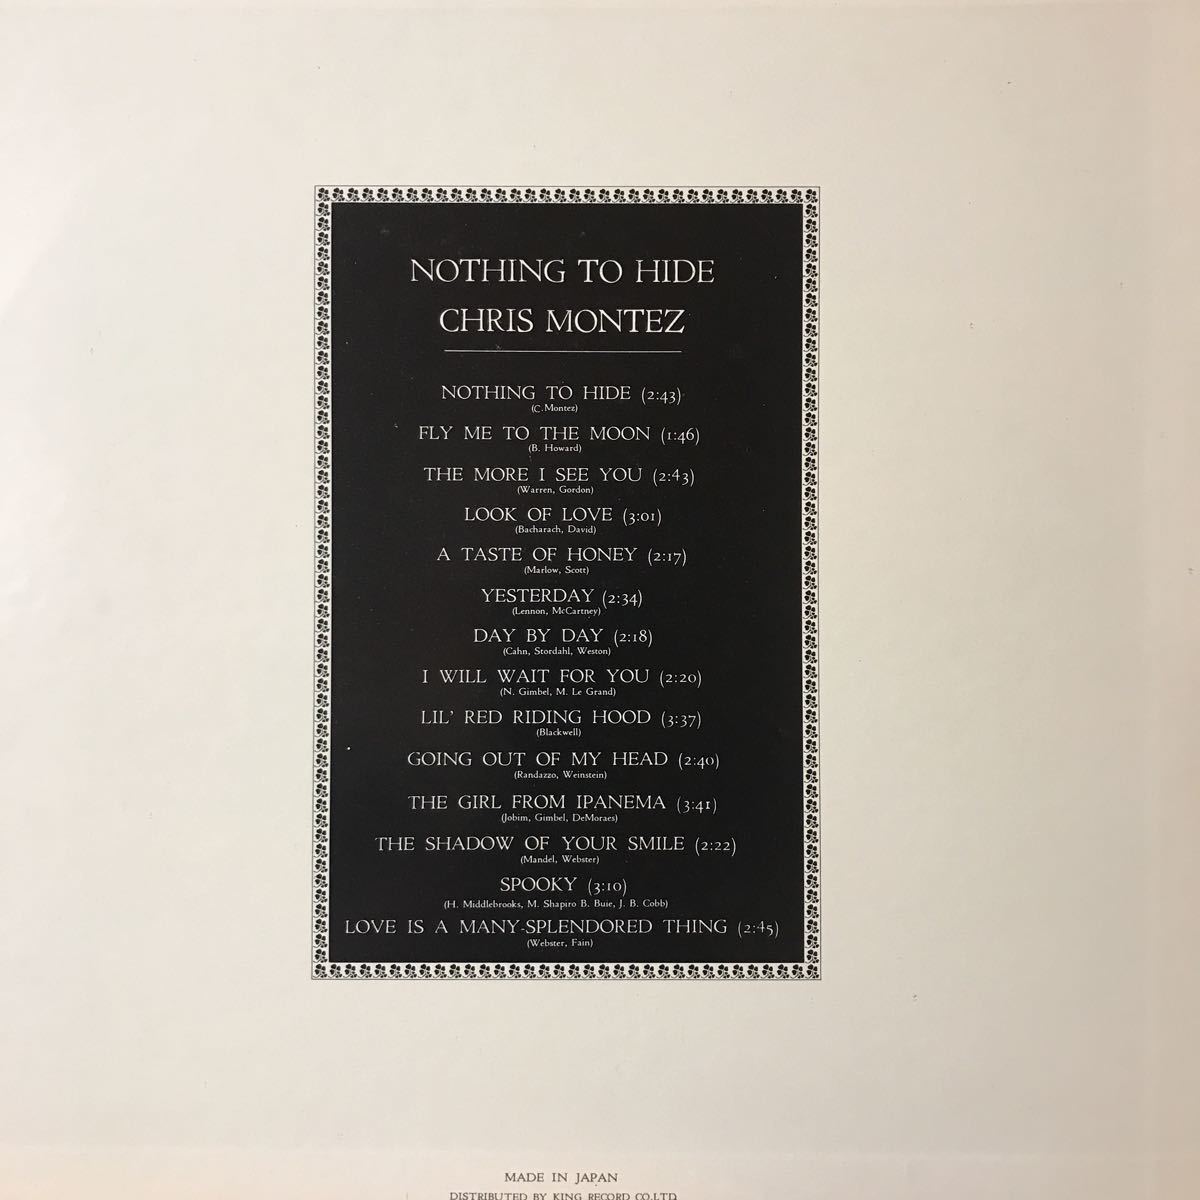 NOTHING TO HIDE
CHRIS MONTEZ
NOTHING TO HIDE (2:43)
(C. Montez)
FLY ME TO THE MOON (1:46)
(B. Howard)
THE MORE I SEE YOU (2:43)
(Warren, Gordon)
LOOK OF LOVE (3:01)
(Bacharach, David)
A TASTE OF HONEY (2:17)
(Marlow, Scott)
YESTERDAY (2:34)
(Lennon, McCartney)
DAY BY DAY (2:18)
(Cahn, Stordahl, Weston)
I WILL WAIT FOR YOU (2:20)
(N. Gimbel, M. Le Grand)
LIL' RED RIDING HOOD (3:37)
(Blackwell)
GOING OUT OF MY HEAD (2:40)
(Randazzo, Weinstein)
THE GIRL FROM IPANEMA (3:41)
(Jobim, Gimbel, DeMoraes)
THE SHADOW OF YOUR SMILE (2:22)
(Mandel, Webster)
SPOOKY (3:10)
(H. Middlebrooks, M. Shapiro B. Buie, J. B. Cobb)
LOVE IS A MANY-SPLENDORED THING (2:45)
(Webster, Fain)
MADE IN JAPAN
DISTRIBUTED BY KING RECORD CO.LTD